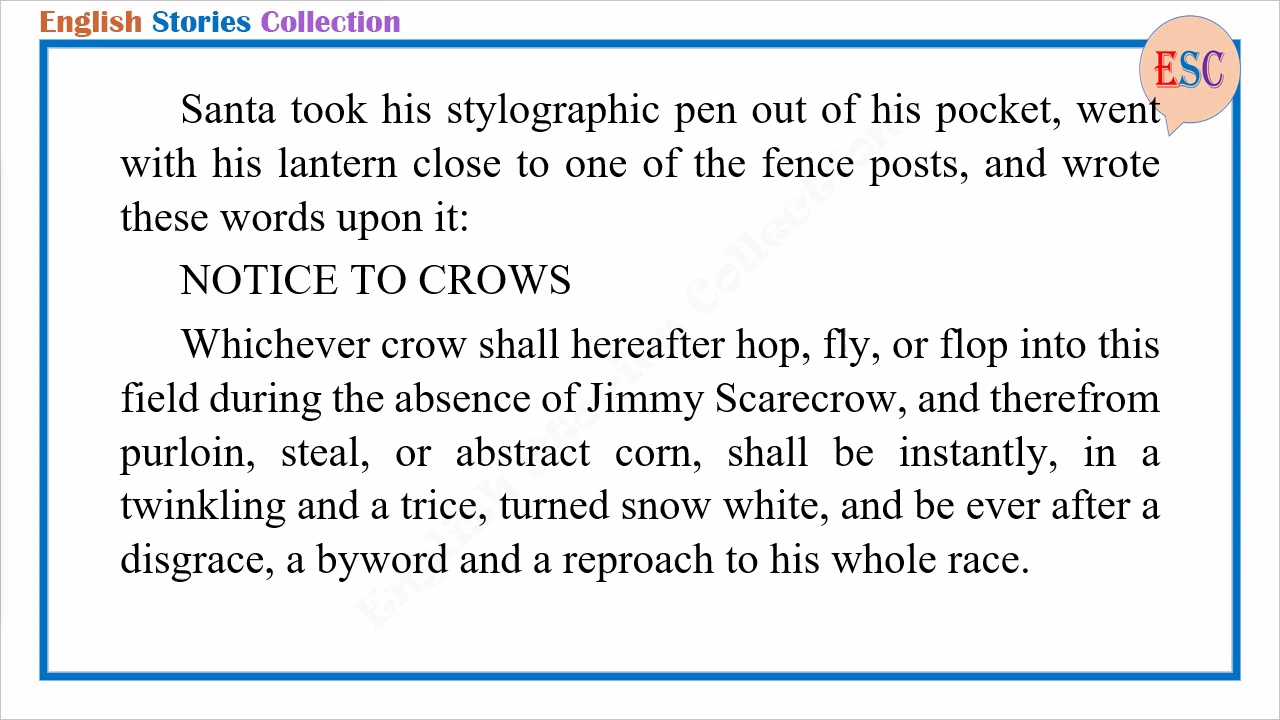 English Stories Collection
ESC
Santa took his stylographic pen out of his pocket, went
with his lantern close to one of the fence posts, and wrote
these words upon it:
NOTICE TO CROWS
Whichever crow shall hereafter hop, fly, or flop into this
field during the absence of Jimmy Scarecrow, and therefrom
purloin, steal, or abstract corn, shall be instantly, in a
twinkling and a trice, turned snow white, and be ever after a
disgrace, a byword and a reproach to his whole race.
English Stories Collection